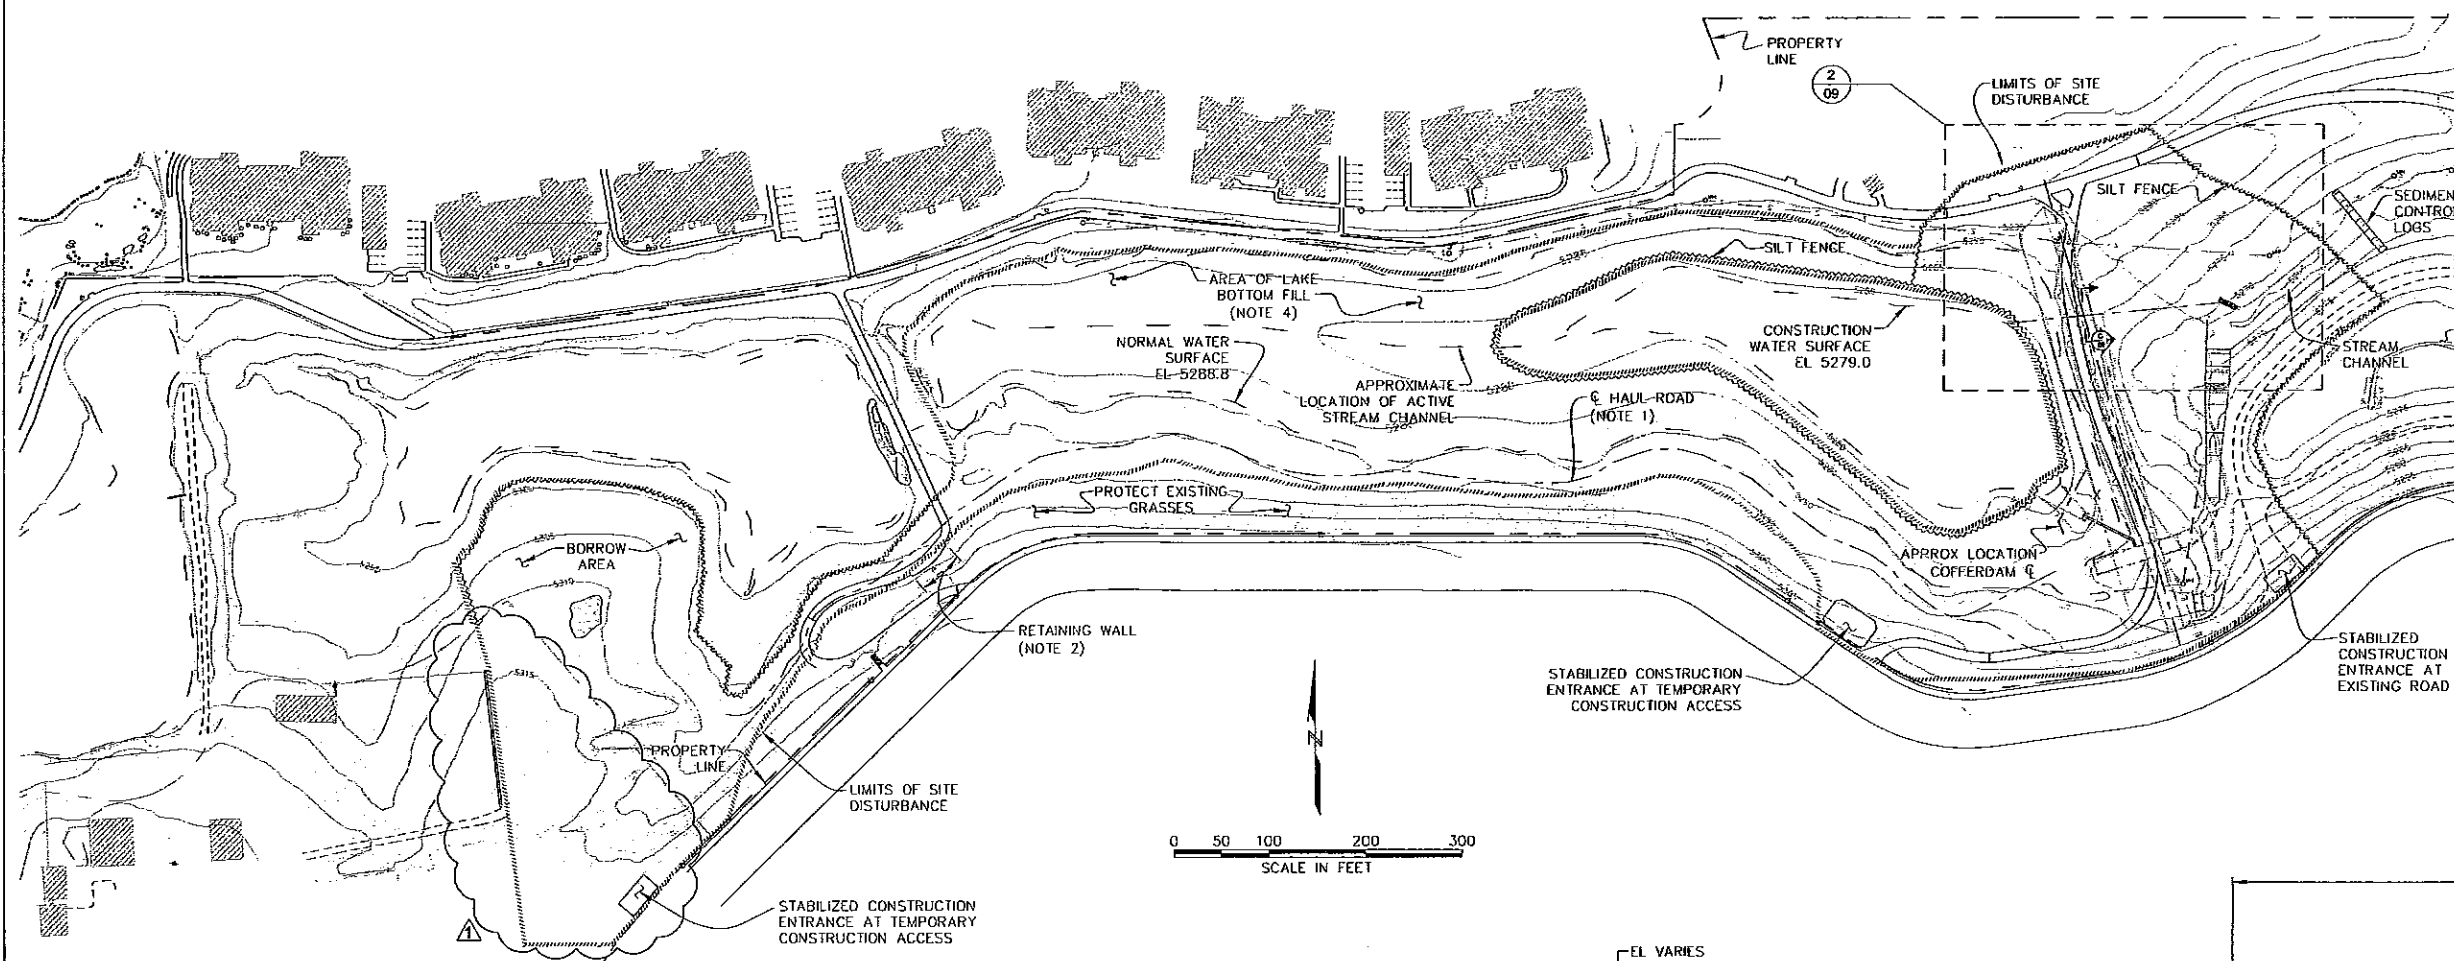 PROPERTY
LINE
2
09
LIMITS OF SITE
DISTURBANCE
SILT FENCE
SEDIMEN
CONTRO
LOGS
SILT FENCE
AREA OF LAKE
BOTTOM FILL
(NOTE 4)
NORMAL WATER
SURFACE
EL 5288.8
CONSTRUCTION
WATER SURFACE
EL 5279.0
STREAM
CHANNEL
APPROXIMATE
LOCATION OF ACTIVE
STREAM CHANNEL
℄ HAUL ROAD
(NOTE 1)
PROTECT EXISTING
GRASSES
BORROW
AREA
5310
5315
APPROX LOCATION
COFFERDAM ℄
RETAINING WALL
(NOTE 2)
STABILIZED
CONSTRUCTION
ENTRANCE AT
EXISTING ROAD
STABILIZED CONSTRUCTION
ENTRANCE AT TEMPORARY
CONSTRUCTION ACCESS
PROPERTY
LINE
LIMITS OF SITE
DISTURBANCE
N
0 50 100 200 300
SCALE IN FEET
STABILIZED CONSTRUCTION
ENTRANCE AT TEMPORARY
CONSTRUCTION ACCESS
1
EL VARIES